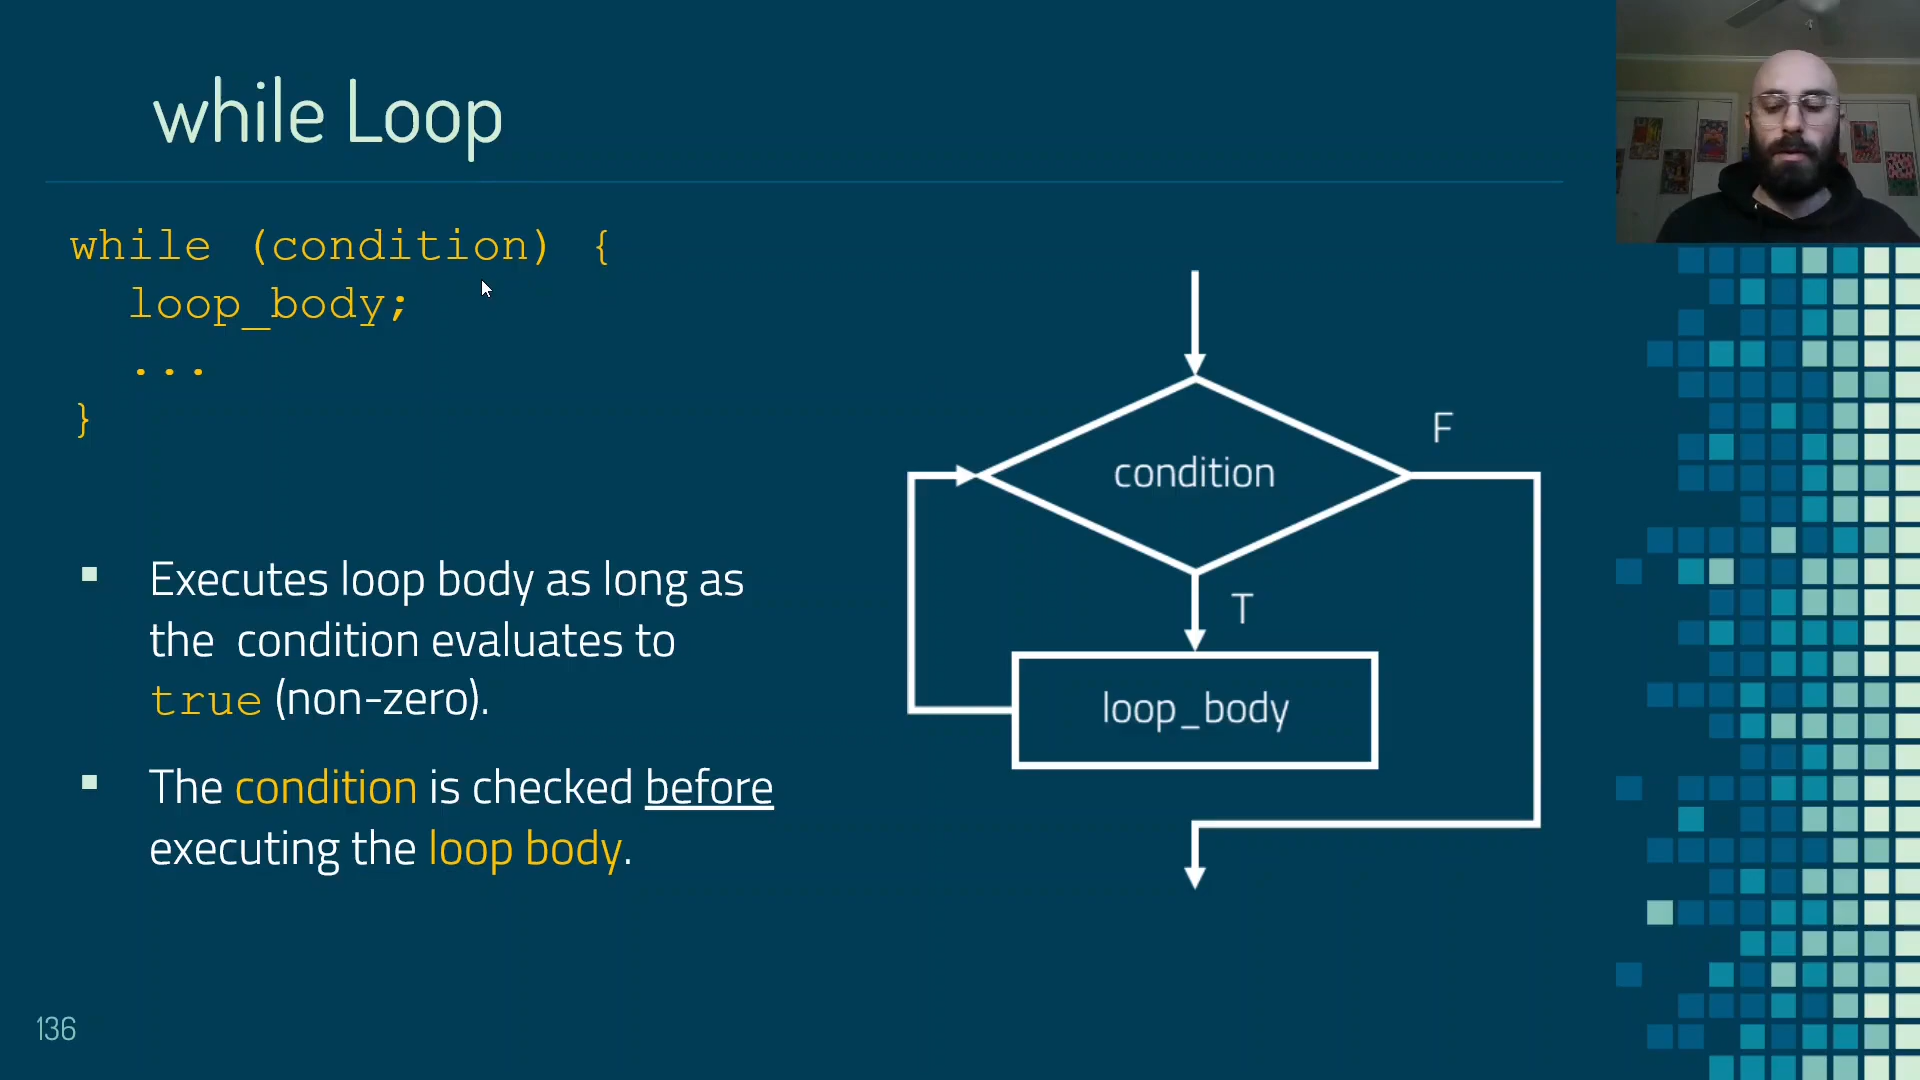 while Loop
while (condition) {
loop_body;
...
}
Executes loop body as long as
the condition evaluates to
true (non-zero).
The condition is checked before
executing the loop body.
condition
F
T
loop_body
136